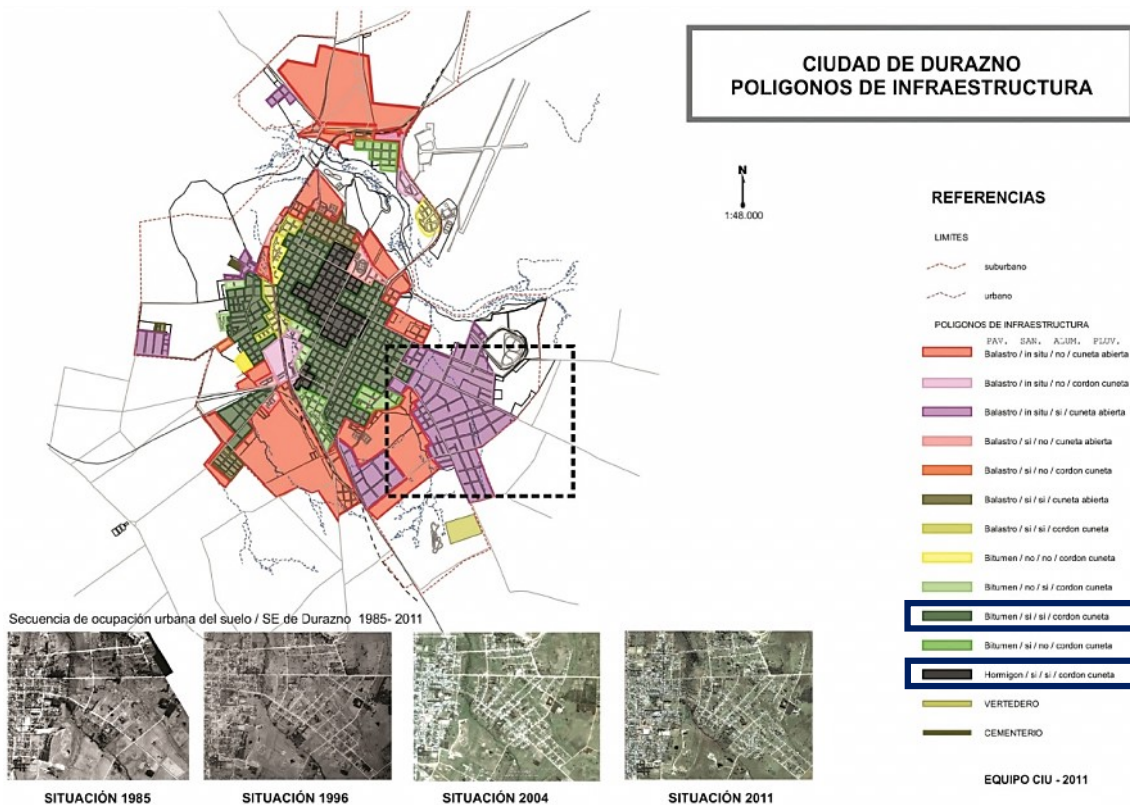 CIUDAD DE DURAZNO
POLIGONOS DE INFRAESTRUCTURA
N
1:48.000
REFERENCIAS
LIMITES
suburbano
urbano
POLIGONOS DE INFRAESTRUCTURA
PAV. SAN. ALUM. PLUV.
Balastro / in situ / no / cuneta abierta
Balastro / in situ / no / cordon cuneta
Balastro / in situ / si / cuneta abierta
Balastro / si / no / cuneta abierta
Balastro / si / no / cordon cuneta
Balastro / si / si / cuneta abierta
Balastro / si / si / cordon cuneta
Bitumen / no / no / cordon cuneta
Bitumen / no / si / cordon cuneta
Bitumen / si / si / cordon cuneta
Bitumen / si / no / cordon cuneta
Hormigon / si / si / cordon cuneta
VERTEDERO
CEMENTERIO
EQUIPO CIU - 2011
Secuencia de ocupación urbana del suelo / SE de Durazno 1985- 2011
SITUACIÓN 1985
SITUACIÓN 1996
SITUACIÓN 2004
SITUACIÓN 2011